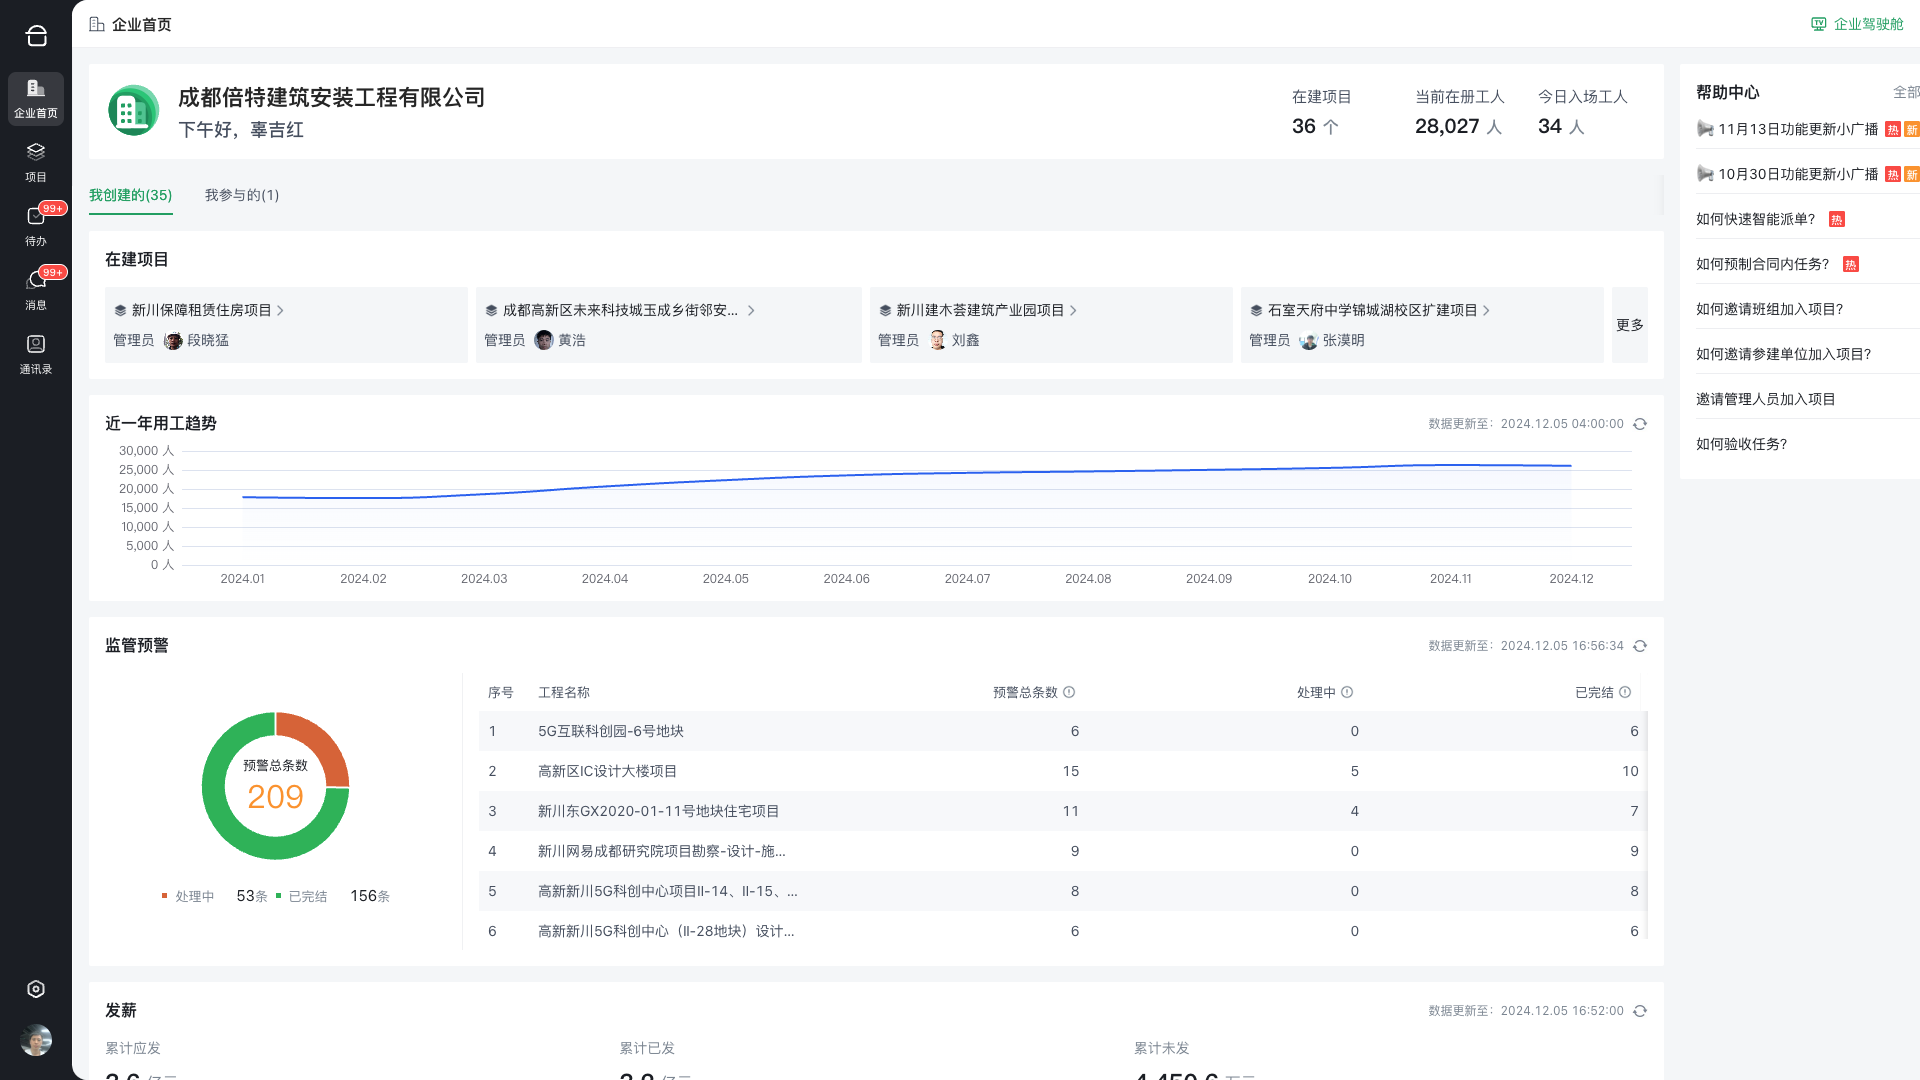 企业首页
企业驾驶舱
企业首页
项目
99+
待办
99+
消息
通讯录
成都倍特建筑安装工程有限公司
下午好，辜吉红
在建项目
36 个
当前在册工人
28,027 人
今日入场工人
34 人
我创建的(35)
我参与的(1)
在建项目
新川保障租赁住房项目
管理员 段晓猛
成都高新区未来科技城玉成乡街邻安...
管理员 黄浩
新川建木荟建筑产业园项目
管理员 刘鑫
石室天府中学锦城湖校区扩建项目
管理员 张漠明
更多
近一年用工趋势
数据更新至：2024.12.05 04:00:00
30,000 人
25,000 人
20,000 人
15,000 人
10,000 人
5,000 人
0 人
2024.01 2024.02 2024.03 2024.04 2024.05 2024.06 2024.07 2024.08 2024.09 2024.10 2024.11 2024.12
监管预警
数据更新至：2024.12.05 16:56:34
预警总条数
209
处理中 53条 已完结 156条
序号 工程名称 预警总条数 处理中 已完结
1 5G互联科创园-6号地块 6 0 6
2 高新区IC设计大楼项目 15 5 10
3 新川东GX2020-01-11号地块住宅项目 11 4 7
4 新川网易成都研究院项目勘察-设计-施... 9 0 9
5 高新新川5G科创中心项目II-14、II-15、... 8 0 8
6 高新新川5G科创中心（II-28地块）设计... 6 0 6
发薪
数据更新至：2024.12.05 16:52:00
累计应发
累计已发
累计未发
帮助中心
全部
11月13日功能更新小广播 热 新
10月30日功能更新小广播 热 新
如何快速智能派单? 热
如何预制合同内任务? 热
如何邀请班组加入项目?
如何邀请参建单位加入项目?
邀请管理人员加入项目
如何验收任务?